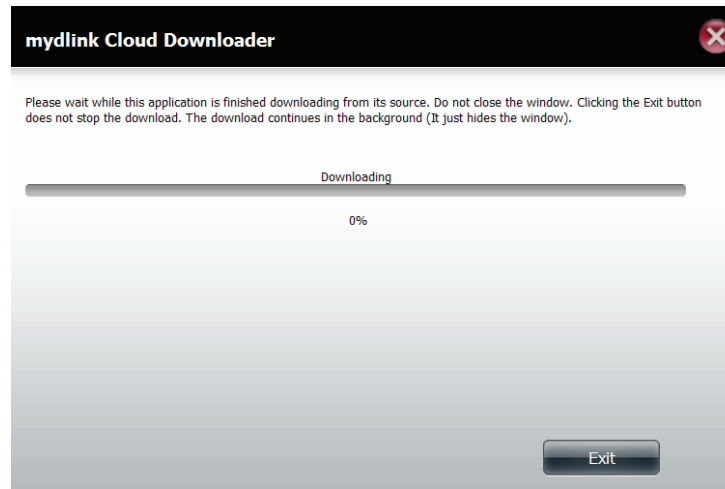 mydlink Cloud Downloader
Please wait while this application is finished downloading from its source. Do not close the window. Clicking the Exit button
does not stop the download. The download continues in the background (It just hides the window).
Downloading
0%
Exit